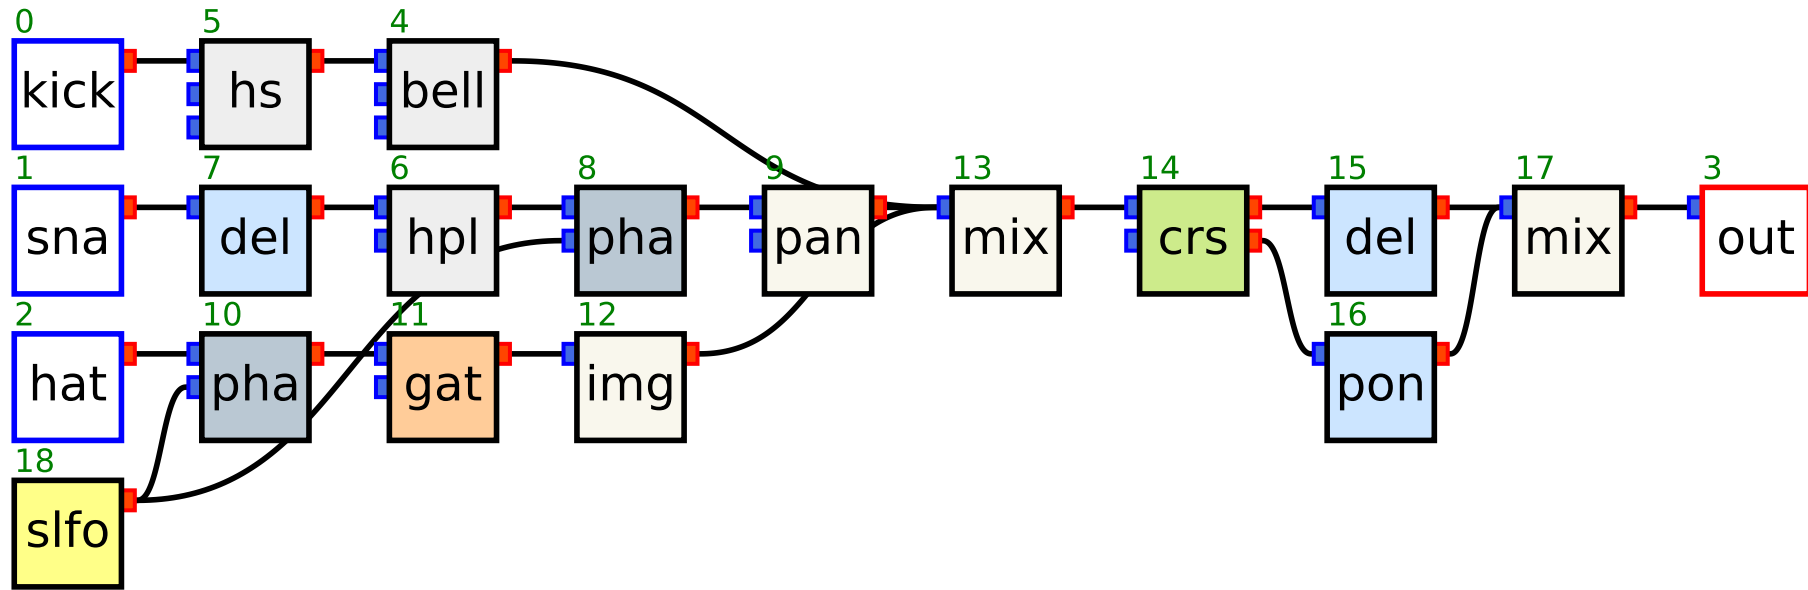 0 5 4
kick hs bell
1 7 6 8 9 13 14 15 17 3
sna del hpl pha pan mix crs del mix out
2 10 11 12 16
hat pha gat img pon
18
slfo